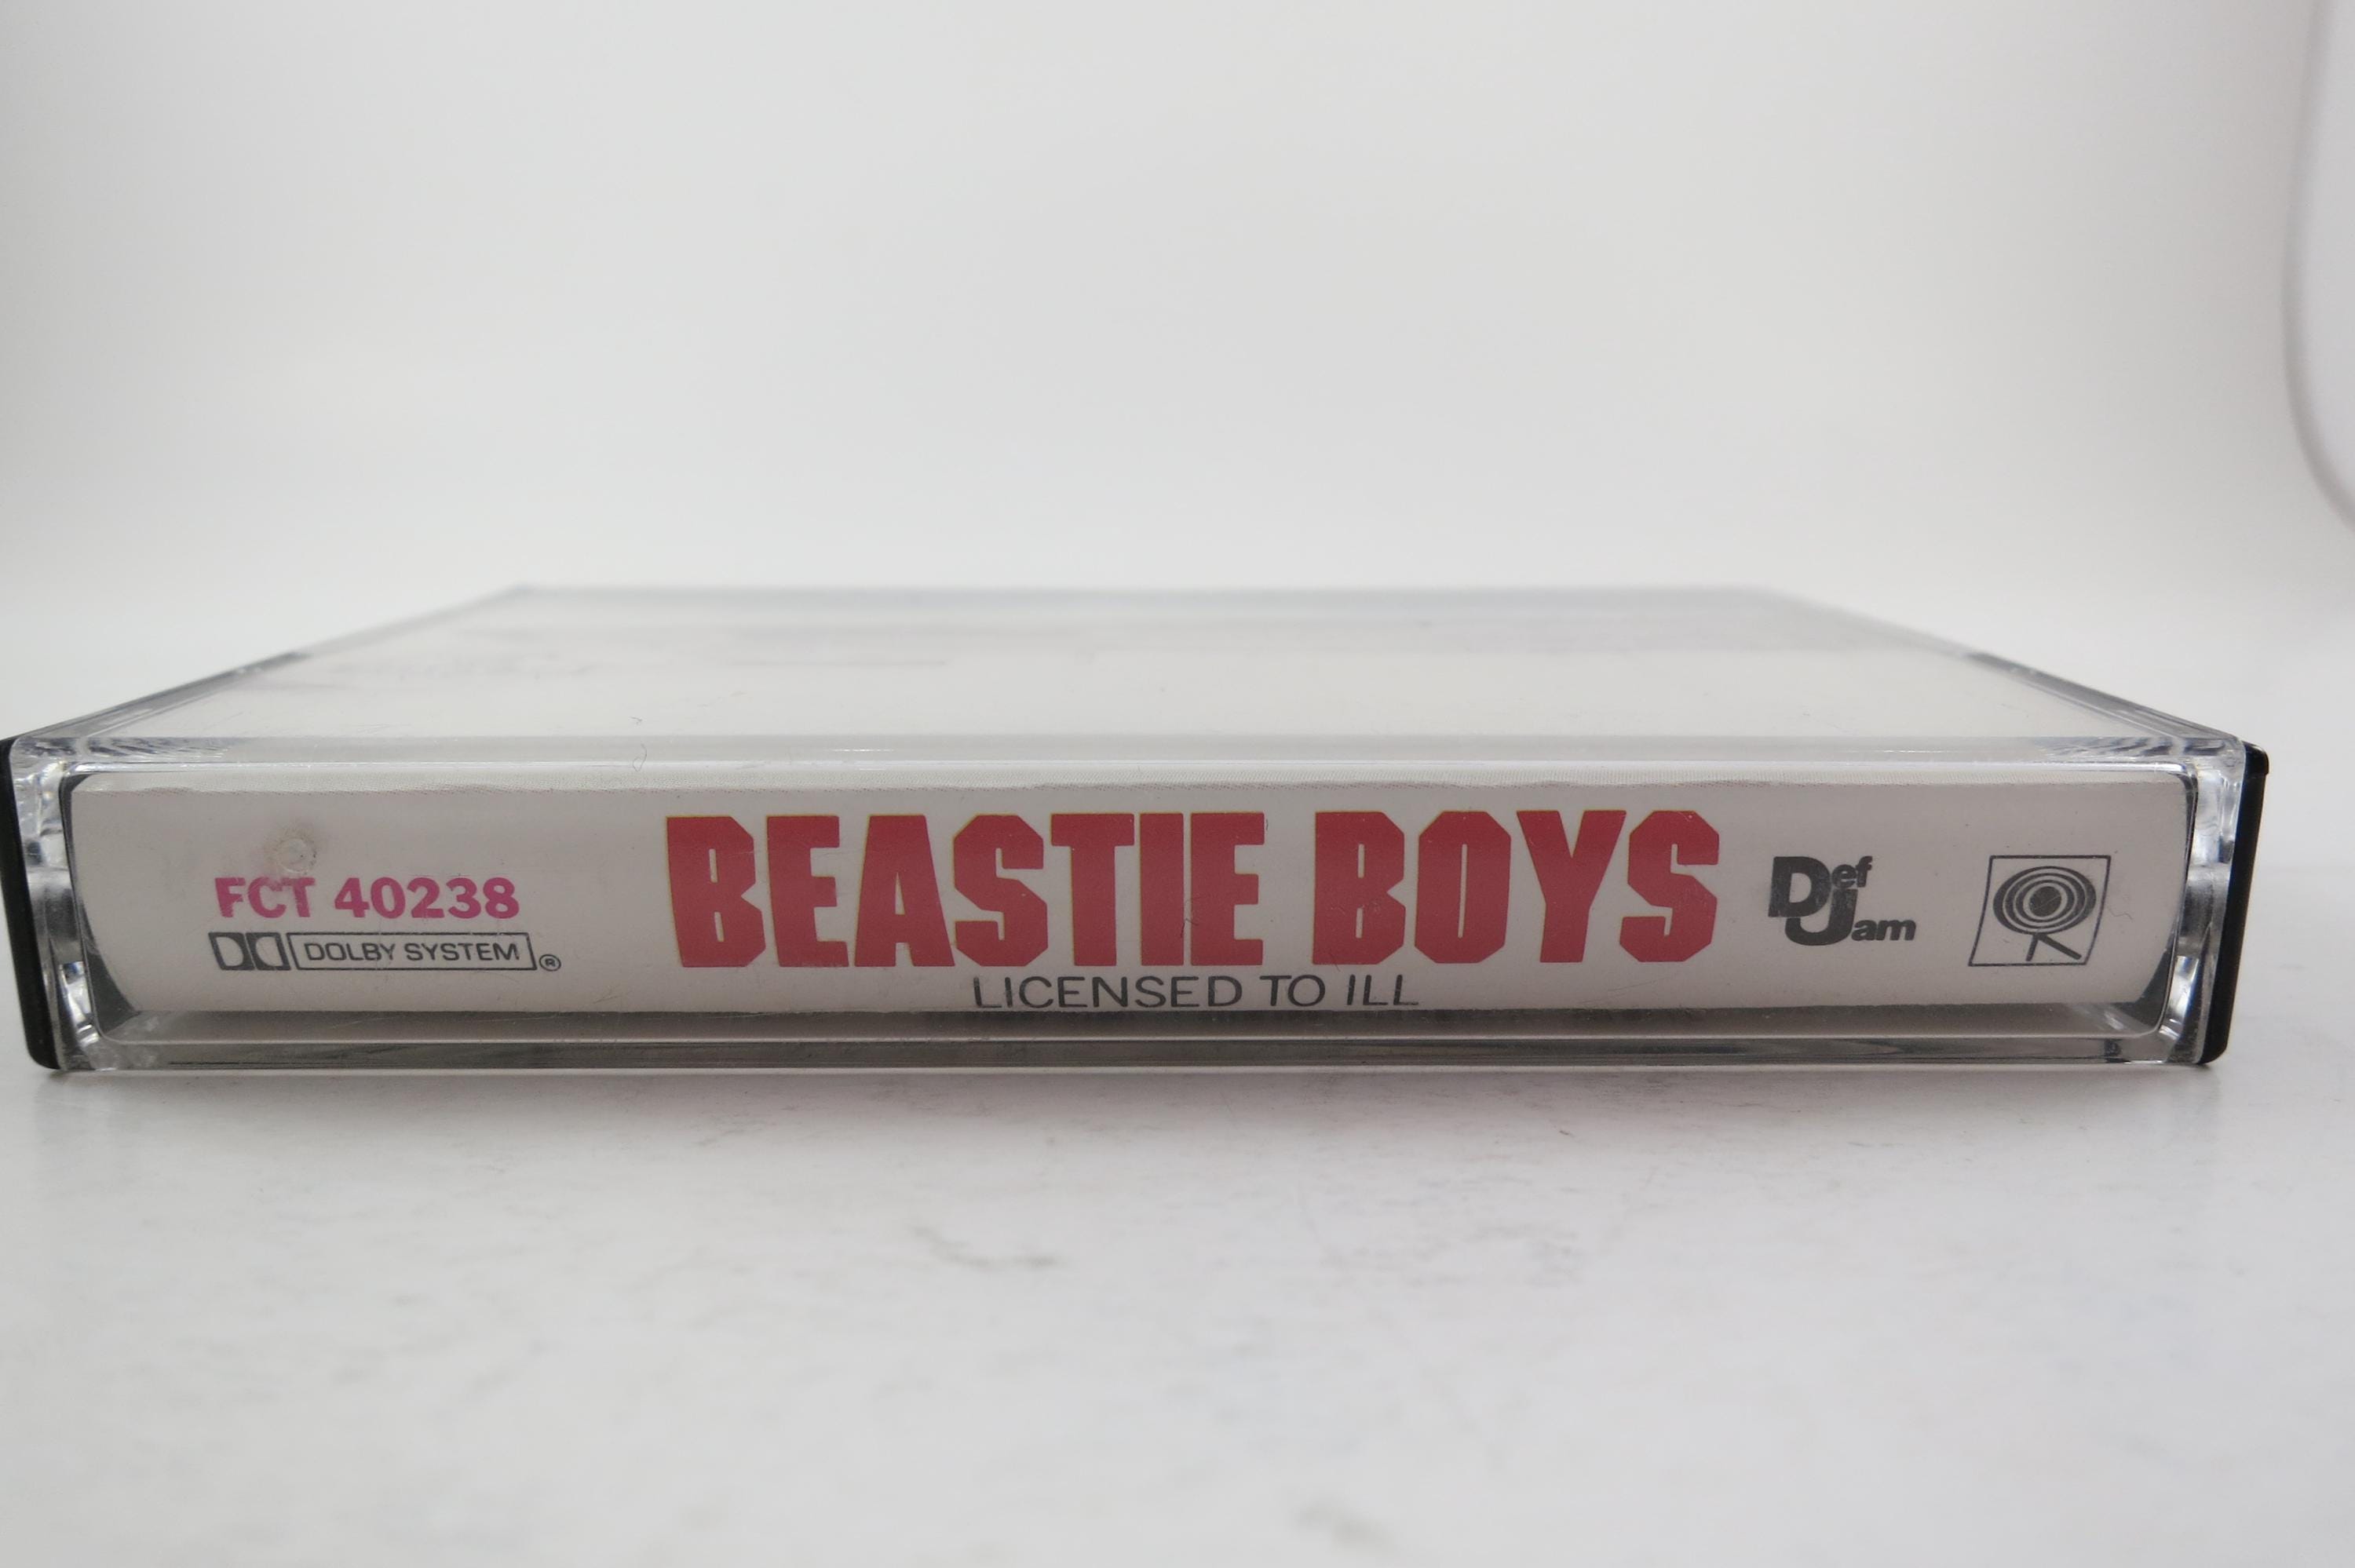 FCT 40238
DOLBY SYSTEM®
BEASTIE BOYS
LICENSED TO ILL
Def
Jam